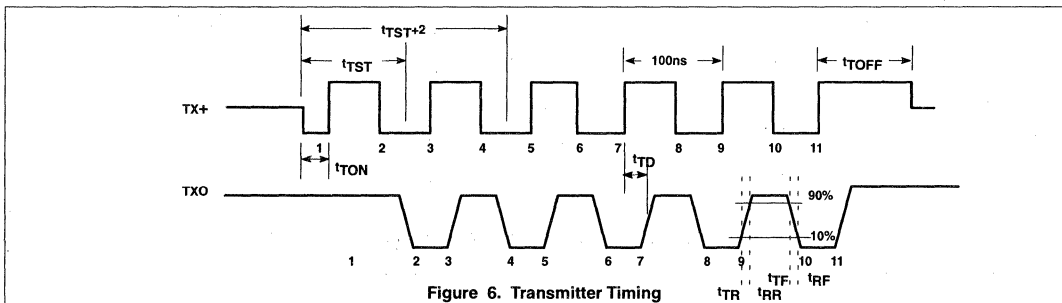 tTST+2
tTST
100ns
tTOFF
TX+
1 2 3 4 5 6 7 8 9 10 11
tTON
tTD
TXO
90%
10%
1 2 3 4 5 6 7 8 9 10 11
tTF tRF
tTR tRR
Figure 6. Transmitter Timing